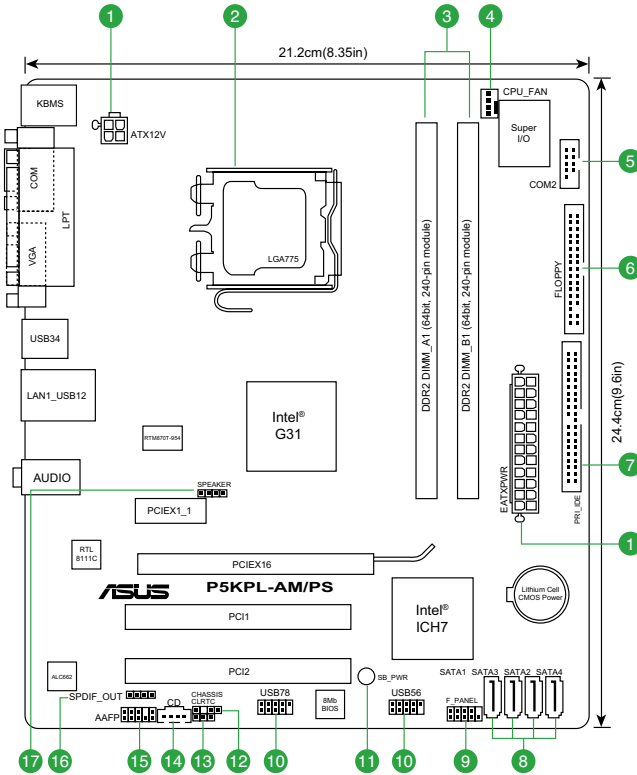 1
2
3
4
21.2cm(8.35in)
KBMS
ATX12V
CPU_FAN
Super
I/O
5
COM2
COM
LPT
VGA
LGA775
DDR2 DIMM_A1 (64bit, 240-pin module)
DDR2 DIMM_B1 (64bit, 240-pin module)
FLOPPY
6
USB34
LAN1_USB12
24.4cm(9.6in)
Intel®
G31
RTM870T-954
EATXPWR
PRI_IDE
7
AUDIO
SPEAKER
PCIEX1_1
1
RTL
8111C
PCIEX16
ASUS P5KPL-AM/PS
Lithium Cell
CMOS Power
Intel®
ICH7
PCI1
PCI2
ALC662
SB_PWR
SATA1 SATA3 SATA2 SATA4
SPDIF_OUT
CD
CHASSIS
CLRTC
USB78
8Mb
BIOS
USB56
F_PANEL
AAFP
17
16
15
14
13
12
10
11
10
9
8